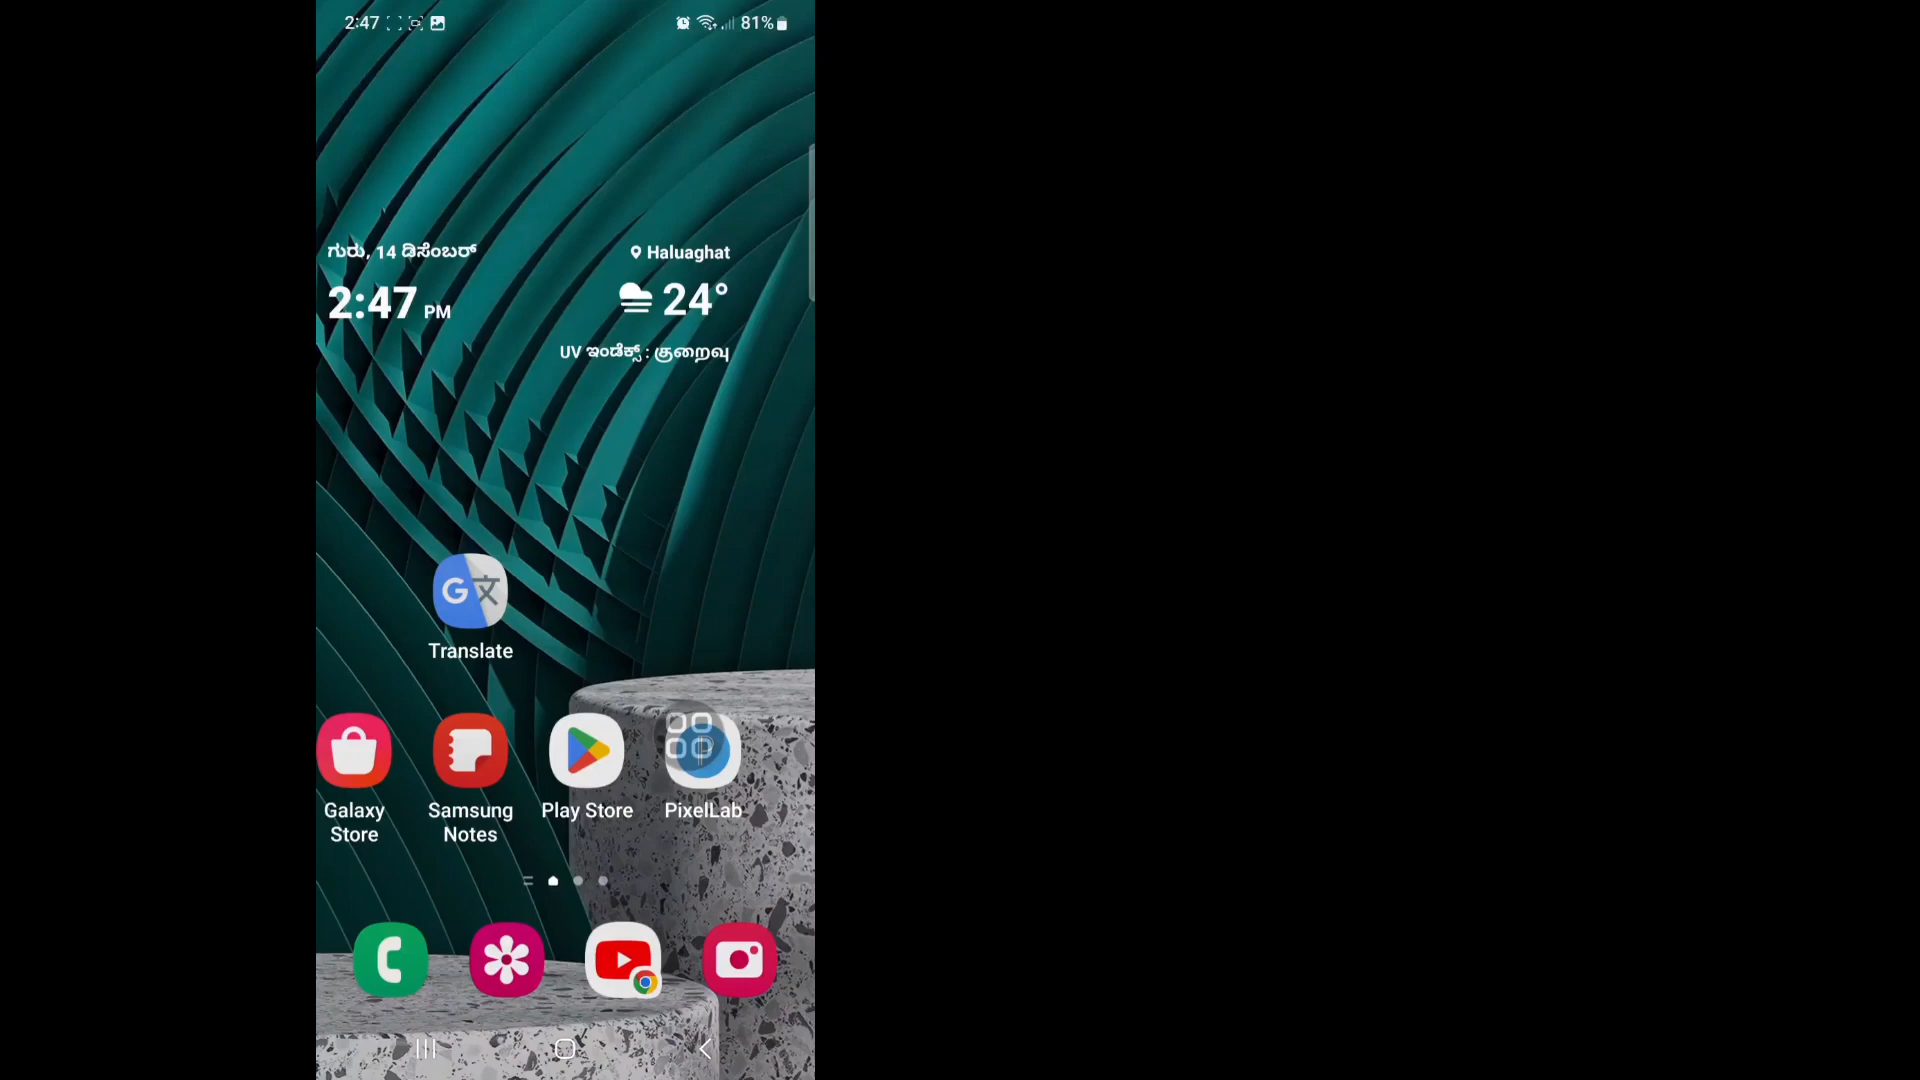 2:47
81%
ಗುರು, 14 ಡಿಸೆಂಬರ್
Haluaghat
2:47 PM
24°
UV ಇಂಡೆಕ್ಸ್ : குறைவு
Translate
Galaxy
Store
Samsung
Notes
Play Store
PixelLab